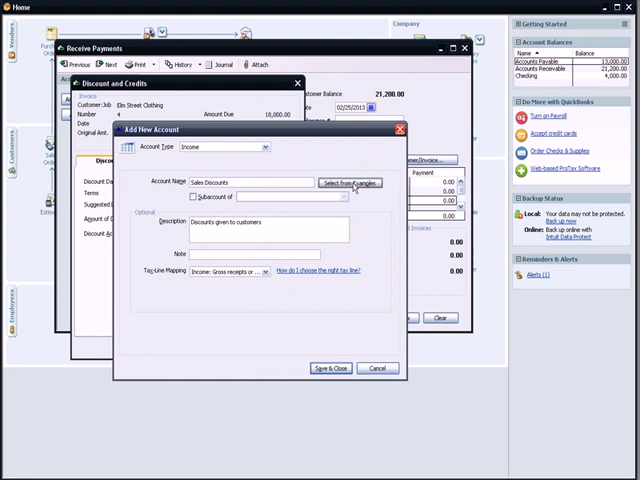 Home
Vendors
Customers
Employees
Company
Receive Payments
Previous
Next
Print
History
Journal
Attach
Customer Balance 21,200.00
02/25/2013
Payment
0.00
0.00
0.00
0.00
0.00
0.00
0.00
Clear
Discount and Credits
Invoice
Customer:Job Elm Street Clothing
Number 4
Amount Due 18,000.00
Date
Original Amt.
Terms
Add New Account
Account Type Income
Account Name Sales Discounts
Select from Examples
Subaccount of
Optional
Description Discounts given to customers
Note
Tax-Line Mapping Income: Gross receipts or ...
How do I choose the right tax line?
Save & Close
Cancel
Getting Started
Account Balances
Name Balance
Accounts Payable 13,000.00
Accounts Receivable 21,200.00
Checking 4,000.00
Do More with QuickBooks
Turn on Payroll
Accept credit cards
Order Checks & Supplies
Web-based ProTax Software
Backup Status
Local: Your data may not be protected.
Back up now
Online: Back up online with
Intuit Data Protect
Reminders & Alerts
Alerts (1)